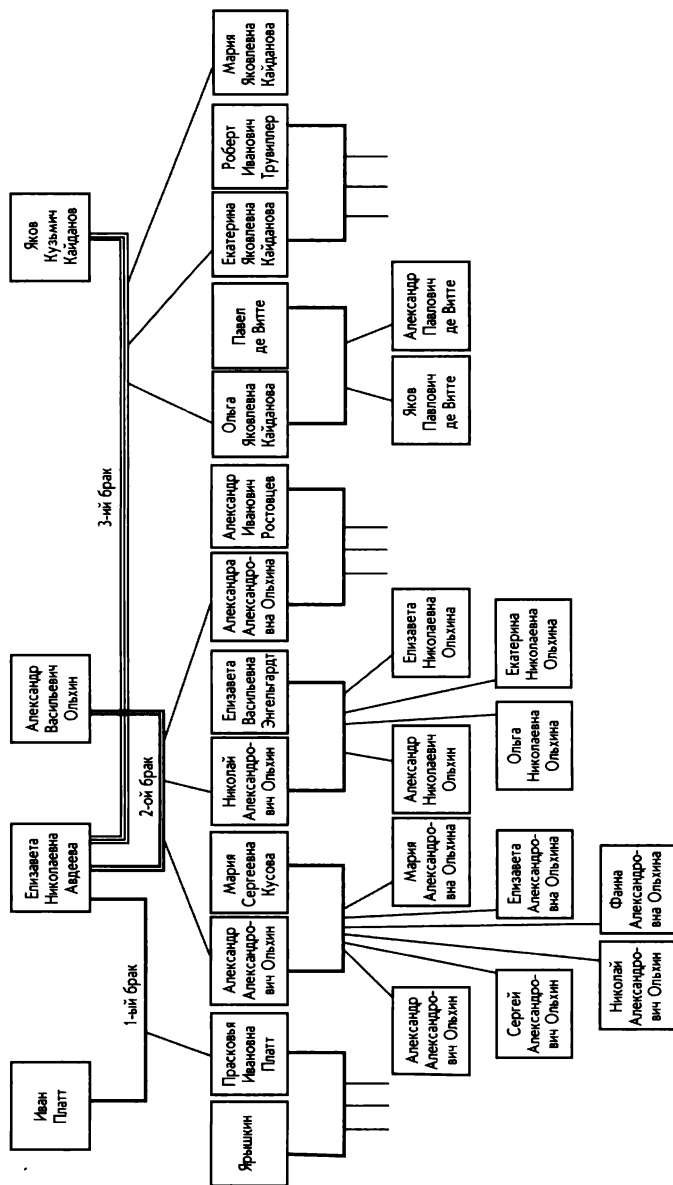 Иван
Платт
Елизавета
Николаевна
Авдеева
Александр
Васильевич
Ольхин
Яков
Кузьмич
Кайданов
1-ый брак
2-ой брак
3-ий брак
Ярышкин
Прасковья
Ивановна
Платт
Александр
Александро-
вич Ольхин
Мария
Сергеевна
Кусова
Николай
Александро-
вич Ольхин
Елизавета
Васильевна
Энгельгардт
Александра
Александро-
вна Ольхина
Александр
Иванович
Ростовцев
Ольга
Яковлевна
Кайданова
Павел
де Витте
Екатерина
Яковлевна
Кайданова
Роберт
Иванович
Трувиллер
Мария
Яковлевна
Кайданова
Александр
Александро-
вич Ольхин
Мария
Александро-
вна Ольхина
Александр
Николаевич
Ольхин
Елизавета
Николаевна
Ольхина
Яков
Павлович
де Витте
Александр
Павлович
де Витте
Сергей
Александро-
вич Ольхин
Елизавета
Александро-
вна Ольхина
Ольга
Николаевна
Ольхина
Екатерина
Николаевна
Ольхина
Николай
Александро-
вич Ольхин
Фаина
Александро-
вна Ольхина